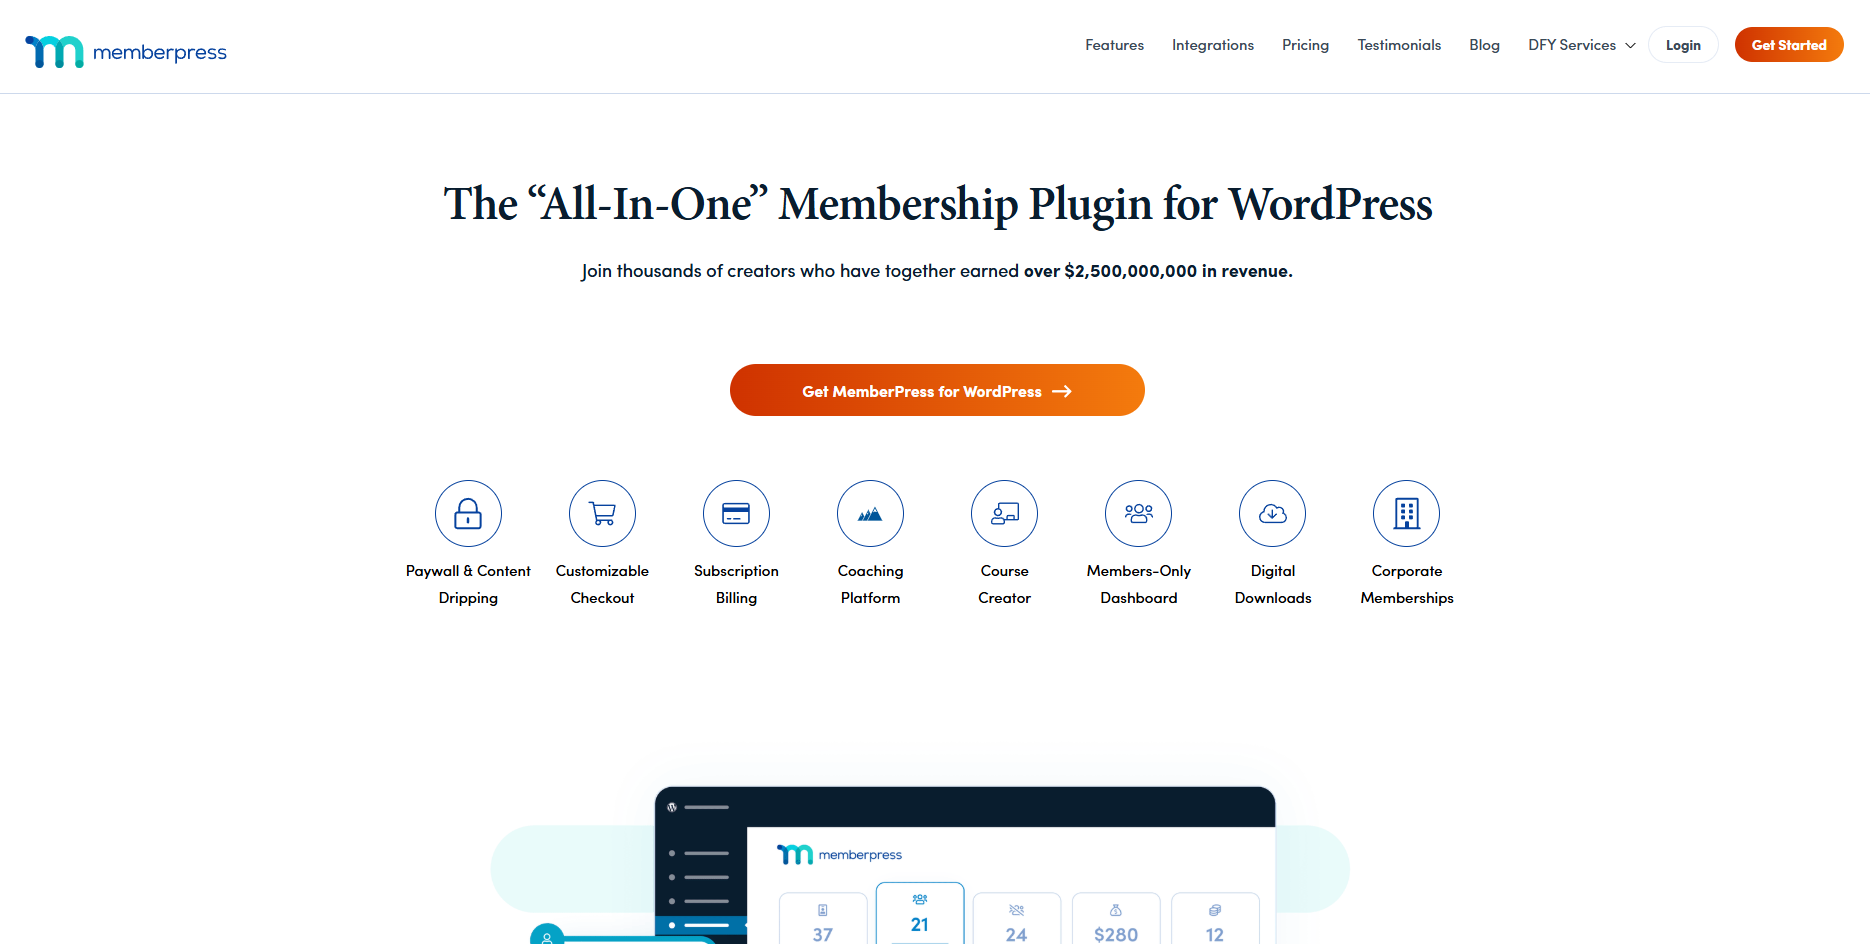 memberpress
Features
Integrations
Pricing
Testimonials
Blog
DFY Services
Login
Get Started
The “All-In-One” Membership Plugin for WordPress
Join thousands of creators who have together earned over $2,500,000,000 in revenue.
Get MemberPress for WordPress
Paywall & Content
Dripping
Customizable
Checkout
Subscription
Billing
Coaching
Platform
Course
Creator
Members-Only
Dashboard
Digital
Downloads
Corporate
Memberships
memberpress
37
21
24
$280
12